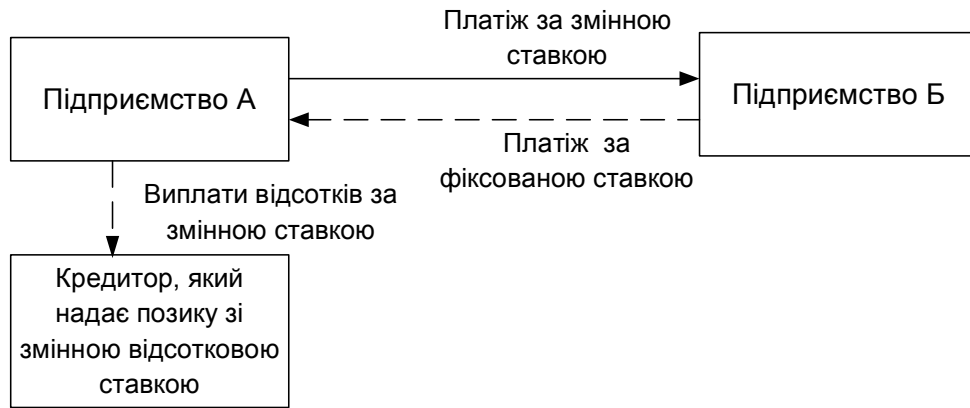 Платіж за змінною
ставкою
Підприємство А
Підприємство Б
Платіж за
фіксованою ставкою
Виплати відсотків за
змінною ставкою
Кредитор, який
надає позику зі
змінною відсотковою
ставкою